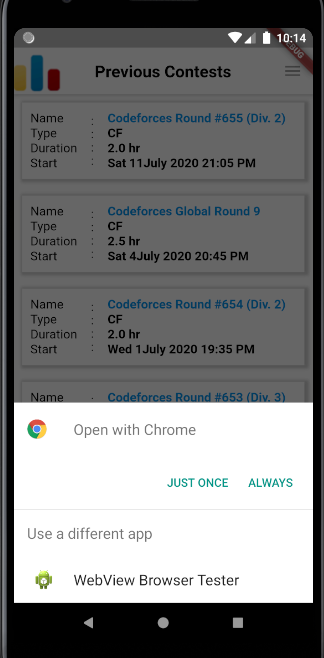 10:14
Previous Contests
Name : Codeforces Round #655 (Div. 2)
Type : CF
Duration : 2.0 hr
Start : Sat 11July 2020 21:05 PM
Name : Codeforces Global Round 9
Type : CF
Duration : 2.5 hr
Start : Sat 4July 2020 20:45 PM
Name : Codeforces Round #654 (Div. 2)
Type : CF
Duration : 2.0 hr
Start : Wed 1July 2020 19:35 PM
Name : Codeforces Round #653 (Div. 3)
Open with Chrome
JUST ONCE ALWAYS
Use a different app
WebView Browser Tester